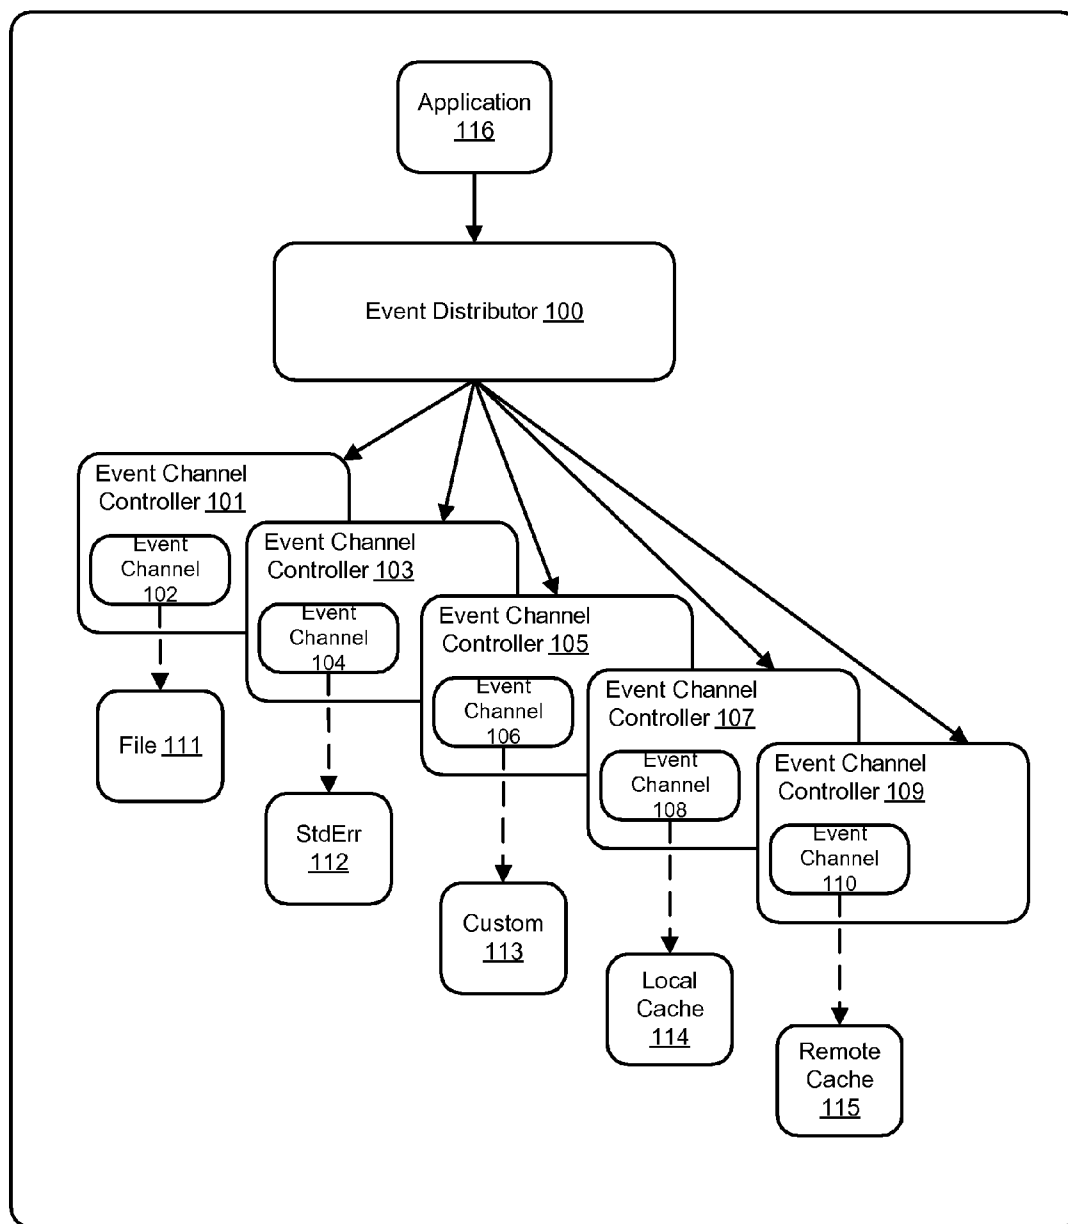 Application
116
Event Distributor 100
Event Channel
Controller 101
Event
Channel
102
Event Channel
Controller 103
Event
Channel
104
Event Channel
Controller 105
Event
Channel
106
Event Channel
Controller 107
Event
Channel
108
Event Channel
Controller 109
Event
Channel
110
File 111
StdErr
112
Custom
113
Local
Cache
114
Remote
Cache
115